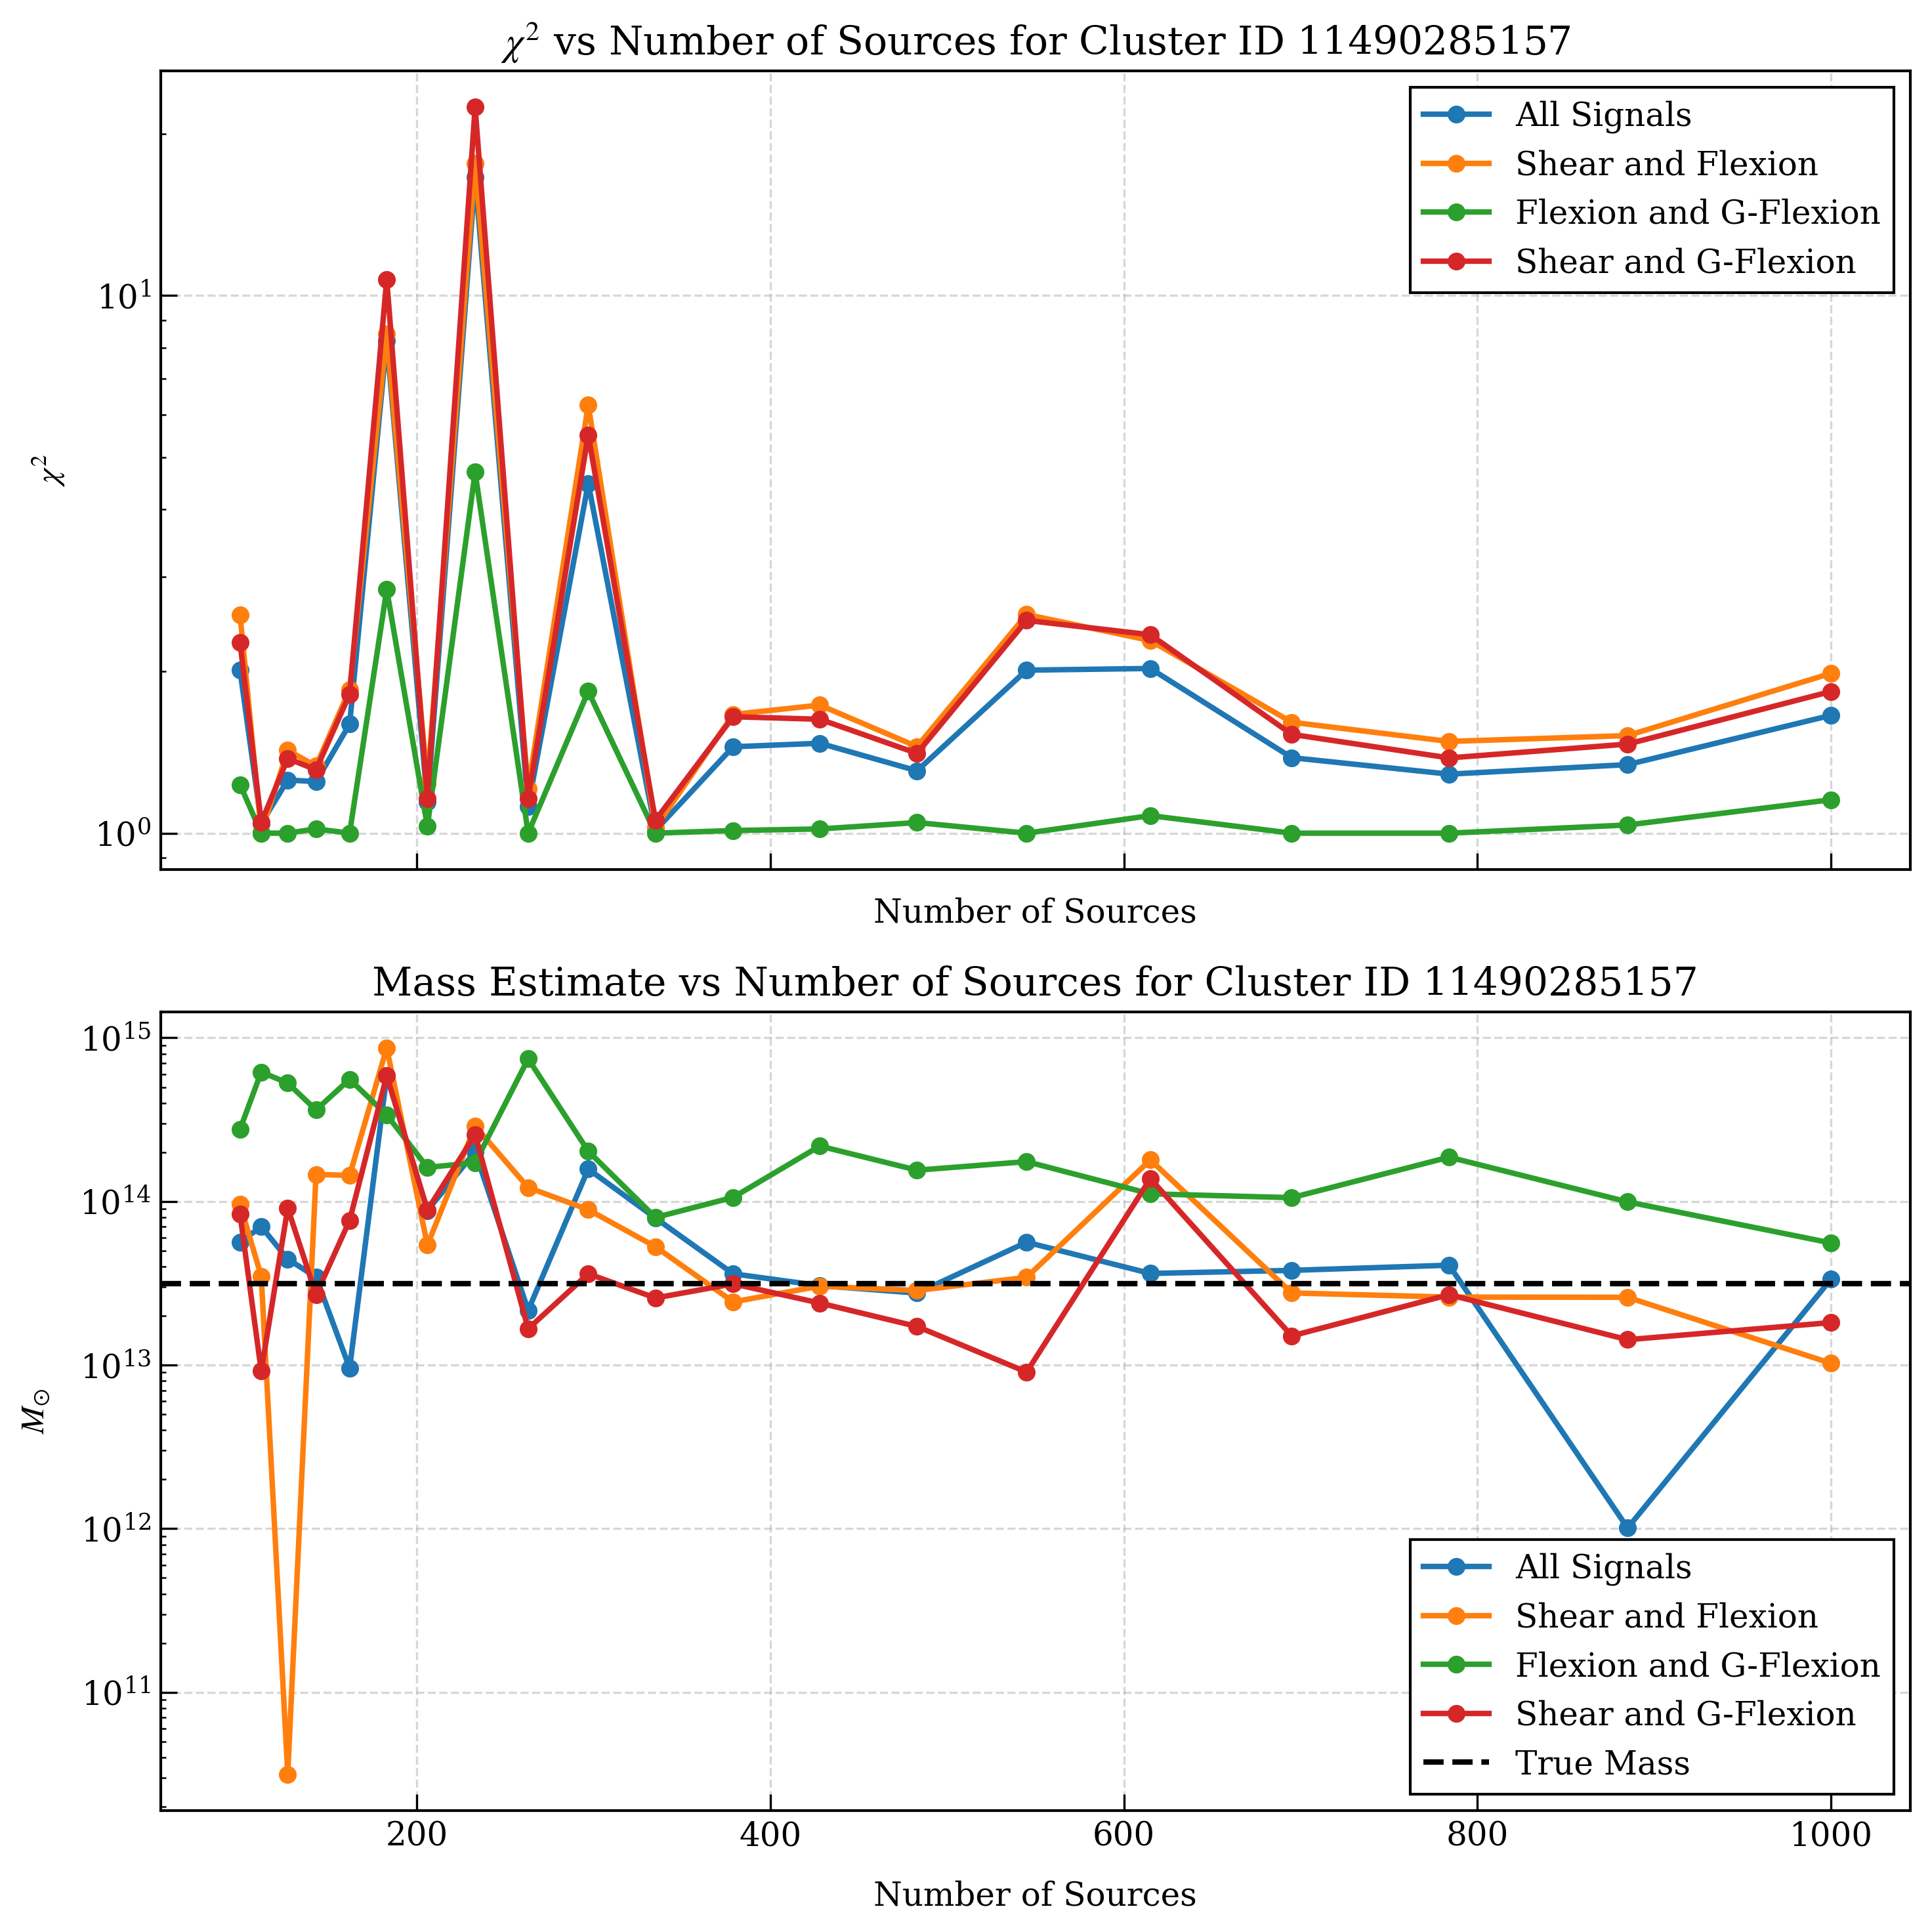 χ² vs Number of Sources for Cluster ID 11490285157
All Signals
Shear and Flexion
Flexion and G-Flexion
Shear and G-Flexion
10¹
10⁰
χ²
Number of Sources
Mass Estimate vs Number of Sources for Cluster ID 11490285157
10¹⁵
10¹⁴
10¹³
10¹²
10¹¹
M☉
All Signals
Shear and Flexion
Flexion and G-Flexion
Shear and G-Flexion
True Mass
200 400 600 800 1000
Number of Sources